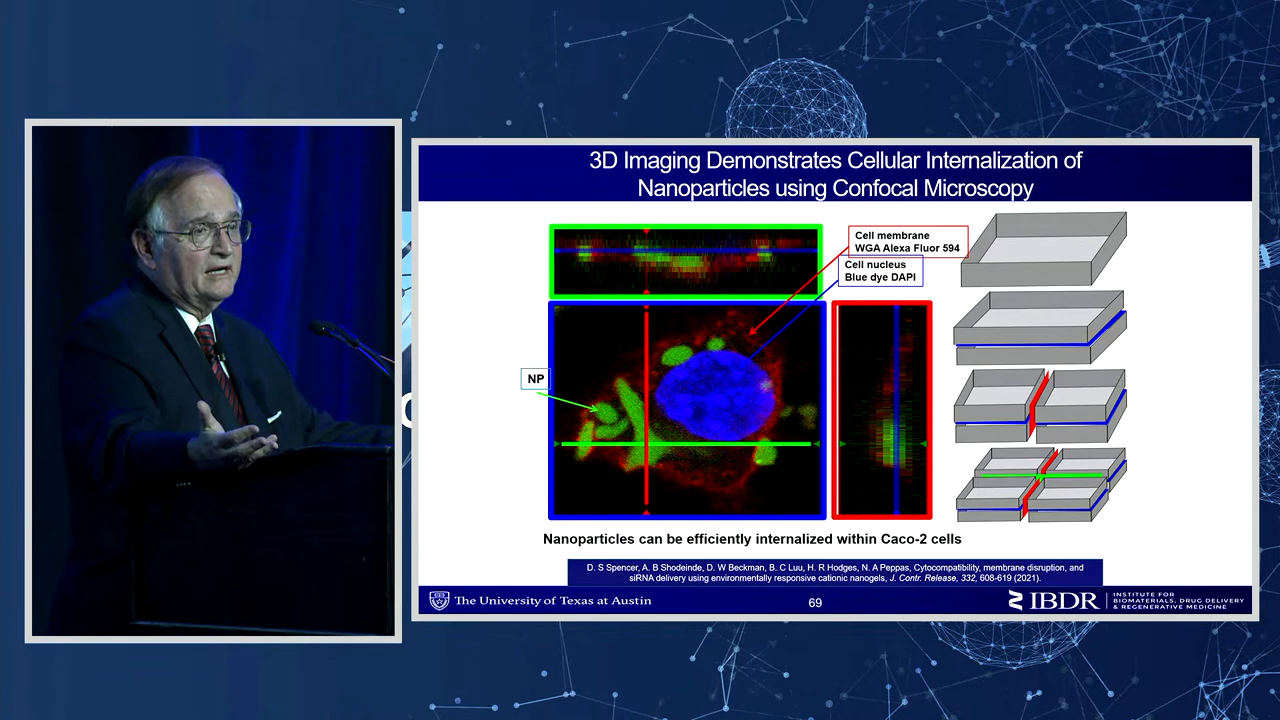 3D Imaging Demonstrates Cellular Internalization of
Nanoparticles using Confocal Microscopy
Cell membrane
WGA Alexa Fluor 594
Cell nucleus
Blue dye DAPI
NP
Nanoparticles can be efficiently internalized within Caco-2 cells
D. S Spencer, A. B Shodeinde, D. W Beckman, B. C Luu, H. R Hodges, N. A Peppas, Cytocompatibility, membrane disruption, and
siRNA delivery using environmentally responsive cationic nanogels, J. Contr. Release, 332, 608-619 (2021).
The University of Texas at Austin
69
IBDR
INSTITUTE FOR
BIOMATERIALS, DRUG DELIVERY
& REGENERATIVE MEDICINE